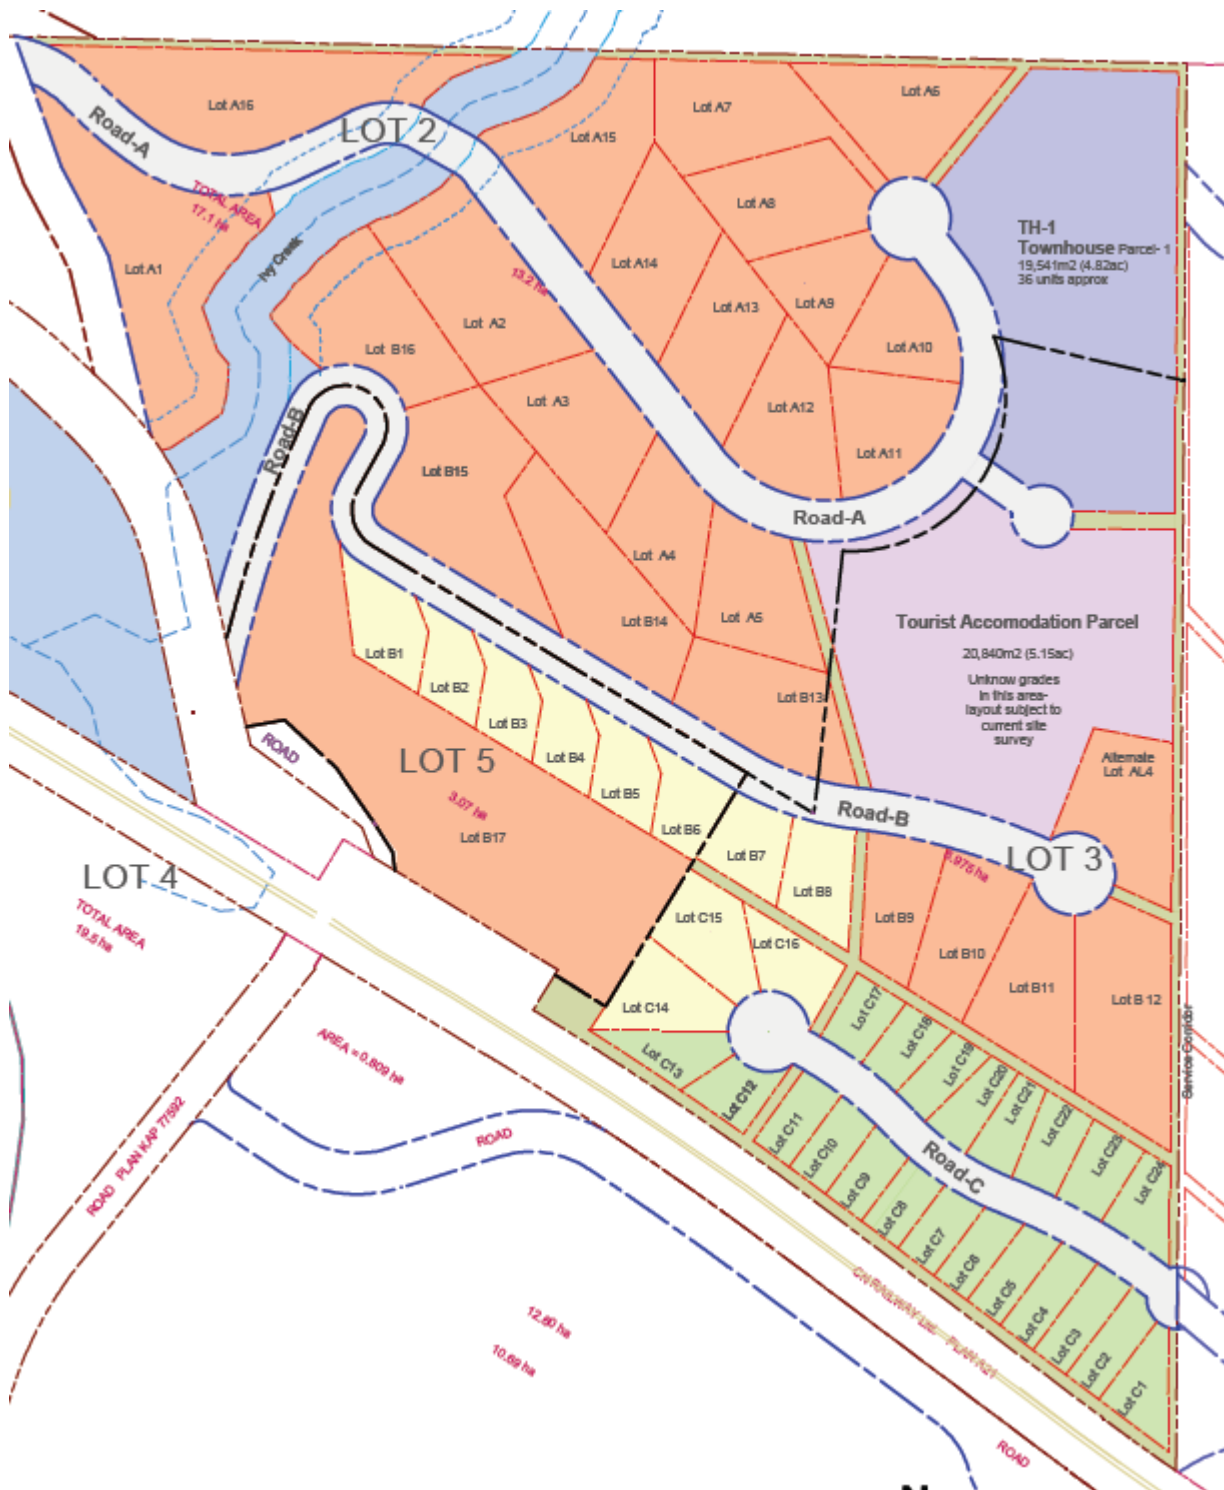 Lot A16
Lot A7
Lot A6
Road-A
LOT 2
Lot A15
TOTAL AREA
17.1 ha
Lot A8
TH-1
Townhouse Parcel- 1
19,541m2 (4.82ac)
36 units approx
Lot A1
Ivy Creek
13.2 ha
Lot A14
Lot A13
Lot A9
Lot A2
Lot B16
Lot A10
Lot A3
Lot A12
Road-B
Lot B15
Lot A11
Road-A
Lot A4
Lot B14
Lot A5
Tourist Accomodation Parcel
20,840m2 (5.15ac)
Unknow grades
in this area-
layout subject to
current site
survey
Lot B1
Lot B2
Lot B13
Lot B3
ROAD
LOT 5
Lot B4
Alternate
Lot AL4
3.07 ha
Lot B5
Road-B
Lot B17
Lot B6
Lot B7
LOT 3
LOT 4
Lot B8
TOTAL AREA
19.5 ha
Lot C15
Lot B9
Lot C16
Lot B10
Lot B11
Lot B 12
Lot C14
Lot C17
Lot C18
Service Corridor
AREA = 0.809 ha
Lot C13
Lot C19
Lot C20
Lot C12
Lot C21
Lot C22
ROAD PLAN KAP 77592
ROAD
Lot C11
Lot C23
Lot C10
Road-C
Lot C24
Lot C9
Lot C8
Lot C7
Lot C6
Lot C5
CN RAILWAY Ltd. PLAN A21
Lot C4
Lot C3
Lot C2
Lot C1
12.80 ha
10.69 ha
ROAD